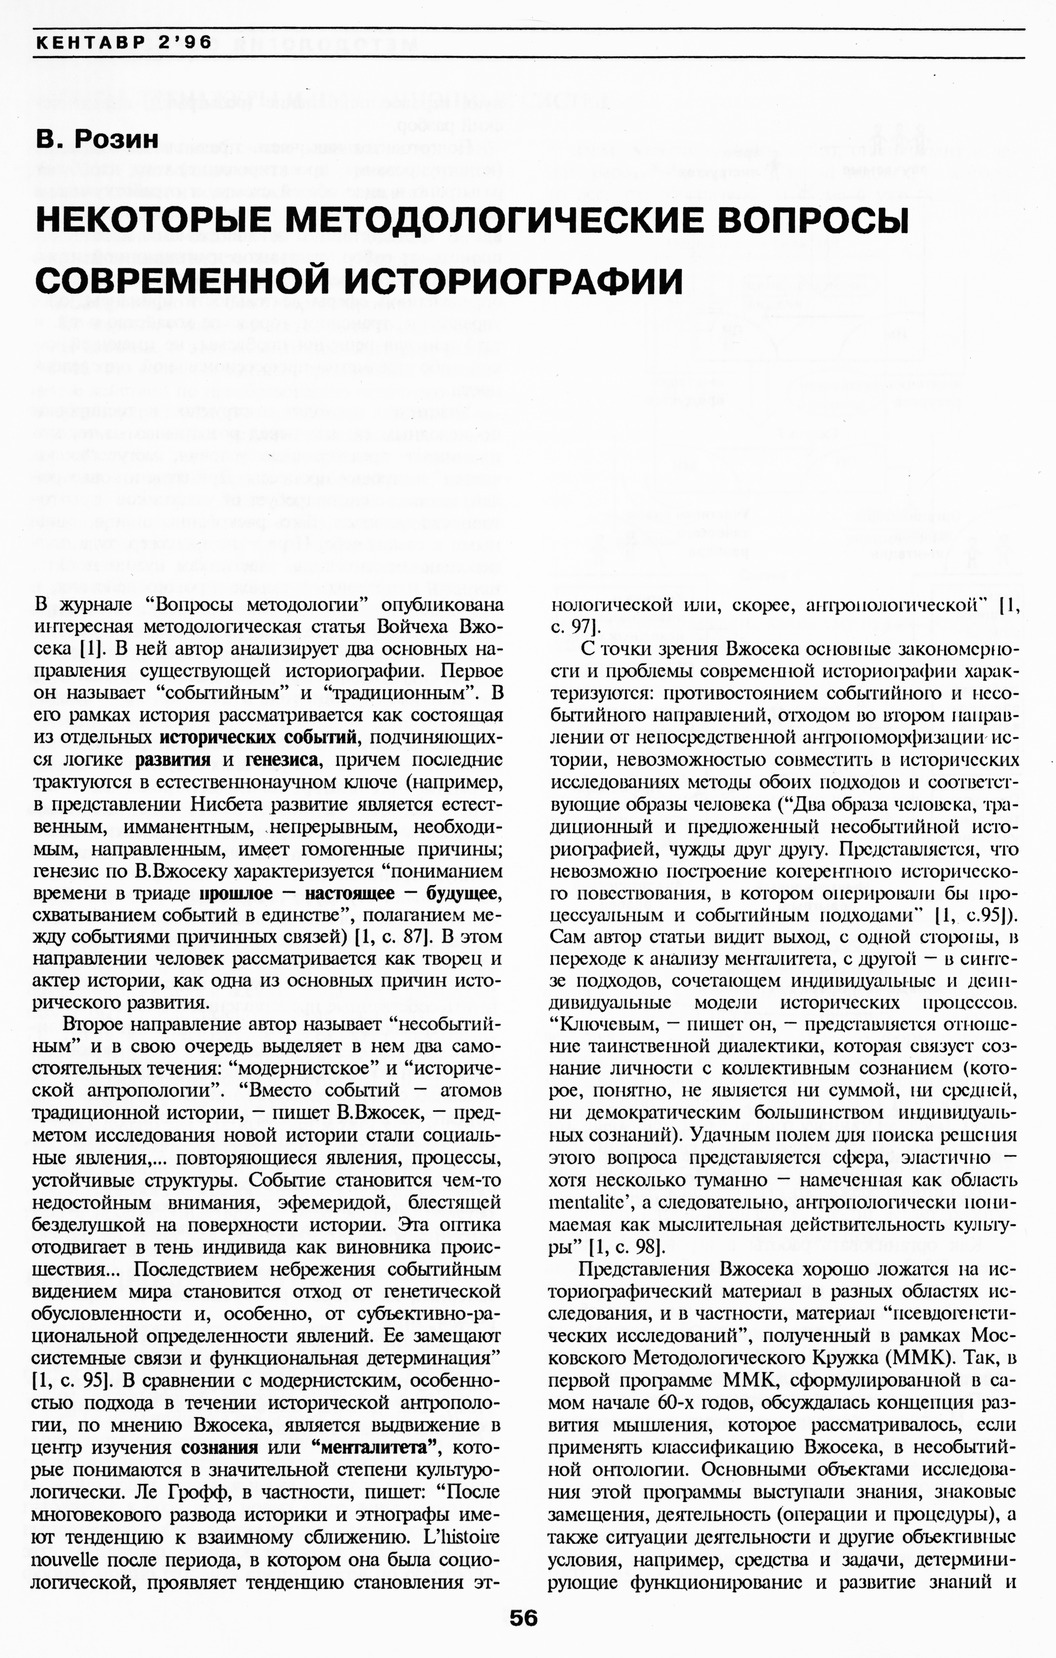 КЕНТАВР 2’96
В. Розин
НЕКОТОРЫЕ МЕТОДОЛОГИЧЕСКИЕ ВОПРОСЫ
СОВРЕМЕННОЙ ИСТОРИОГРАФИИ
В журнале “Вопросы методологии” опубликована
интересная методологическая статья Войчеха Вжо-
сека [1]. В ней автор анализирует два основных на-
правления существующей историографии. Первое
он называет “событийным” и “традиционным”. В
его рамках история рассматривается как состоящая
из отдельных исторических событий, подчиняющих-
ся логике развития и генезиса, причем последние
трактуются в естественнонаучном ключе (например,
в представлении Нисбета развитие является естест-
венным, имманентным, непрерывным, необходи-
мым, направленным, имеет гомогенные причины;
генезис по В.Вжосеку характеризуется “пониманием
времени в триаде прошлое — настоящее — будущее,
схватыванием событий в единстве”, полаганием ме-
жду событиями причинных связей) [1, с. 87]. В этом
направлении человек рассматривается как творец и
актер истории, как одна из основных причин исто-
рического развития.
Второе направление автор называет “несобытий-
ным” и в свою очередь выделяет в нем два само-
стоятельных течения: “модернистское” и “историче-
ской антропологии”. “Вместо событий — атомов
традиционной истории, — пишет В.Вжосек, — пред-
метом исследования новой истории стали социаль-
ные явления,... повторяющиеся явления, процессы,
устойчивые структуры. Событие становится чем-то
недостойным внимания, эфемеридой, блестящей
безделушкой на поверхности истории. Эта оптика
отодвигает в тень индивида как виновника проис-
шествия... Последствием небрежения событийным
видением мира становится отход от генетической
обусловленности и, особенно, от субъективно-ра-
циональной определенности явлений. Ее замещают
системные связи и функциональная детерминация”
[1, с. 95]. В сравнении с модернистским, особенно-
стью подхода в течении исторической антрополо-
гии, по мнению Вжосека, является выдвижение в
центр изучения сознания или “менталитета”, кото-
рые понимаются в значительной степени культуро-
логически. Ле Грофф, в частности, пишет: “После
многовекового развода историки и этнографы име-
ют тенденцию к взаимному сближению. L’histoire
nouvelle после периода, в котором она была социо-
логической, проявляет тенденцию становления эт-
нологической или, скорее, антропологической” [1,
с. 97].
С точки зрения Вжосека основные закономерно-
сти и проблемы современной историографии харак-
теризуются: противостоянием событийного и несо-
бытийного направлений, отходом во втором направ-
лении от непосредственной антропоморфизации ис-
тории, невозможностью совместить в исторических
исследованиях методы обоих подходов и соответст-
вующие образы человека (“Два образа человека, тра-
диционный и предложенный несобытийной исто-
риографией, чужды друг другу. Представляется, что
невозможно построение когерентного историческо-
го повествования, в котором оперировали бы про-
цессуальным и событийным подходами” [1, с.95]).
Сам автор статьи видит выход, с одной стороны, в
переходе к анализу менталитета, с другой — в синте-
зе подходов, сочетающем индивидуальные и деин-
дивидуальные модели исторических процессов.
“Ключевым, — пишет он, — представляется отноше-
ние таинственной диалектики, которая связует соз-
нание личности с коллективным сознанием (кото-
рое, понятно, не является ни суммой, ни средней,
ни демократическим большинством индивидуаль-
ных сознаний). Удачным полем для поиска решения
этого вопроса представляется сфера, эластично —
хотя несколько туманно — намеченная как область
mentalite’, а следовательно, антропологически пони-
маемая как мыслительная действительность культу-
ры” [1, с. 98].
Представления Вжосека хорошо ложатся на ис-
ториографический материал в разных областях ис-
следования, и в частности, материал “псевдогенети-
ческих исследований”, полученный в рамках Мос-
ковского Методологического Кружка (ММК). Так, в
первой программе ММК, сформулированной в са-
мом начале 60-х годов, обсуждалась концепция раз-
вития мышления, которое рассматривалось, если
применять классификацию Вжосека, в несобытий-
ной онтологии. Основными объектами исследова-
ния этой программы выступали знания, знаковые
замещения, деятельность (операции и процедуры), а
также ситуации деятельности и другие объективные
условия, например, средства и задачи, детермини-
рующие функционирование и развитие знаний и
56